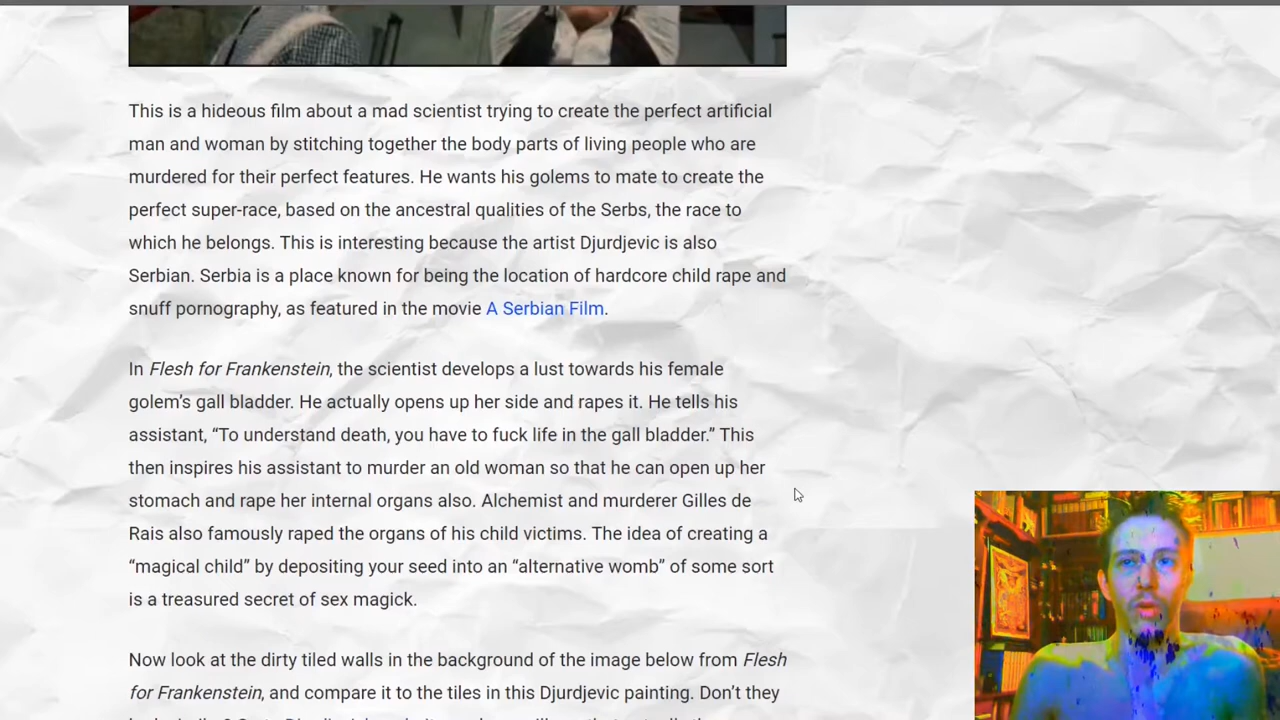 This is a hideous film about a mad scientist trying to create the perfect artificial
man and woman by stitching together the body parts of living people who are
murdered for their perfect features. He wants his golems to mate to create the
perfect super-race, based on the ancestral qualities of the Serbs, the race to
which he belongs. This is interesting because the artist Djurdjevic is also
Serbian. Serbia is a place known for being the location of hardcore child rape and
snuff pornography, as featured in the movie A Serbian Film.
In Flesh for Frankenstein, the scientist develops a lust towards his female
golem’s gall bladder. He actually opens up her side and rapes it. He tells his
assistant, “To understand death, you have to fuck life in the gall bladder.” This
then inspires his assistant to murder an old woman so that he can open up her
stomach and rape her internal organs also. Alchemist and murderer Gilles de
Rais also famously raped the organs of his child victims. The idea of creating a
“magical child” by depositing your seed into an “alternative womb” of some sort
is a treasured secret of sex magick.
Now look at the dirty tiled walls in the background of the image below from Flesh
for Frankenstein, and compare it to the tiles in this Djurdjevic painting. Don’t they